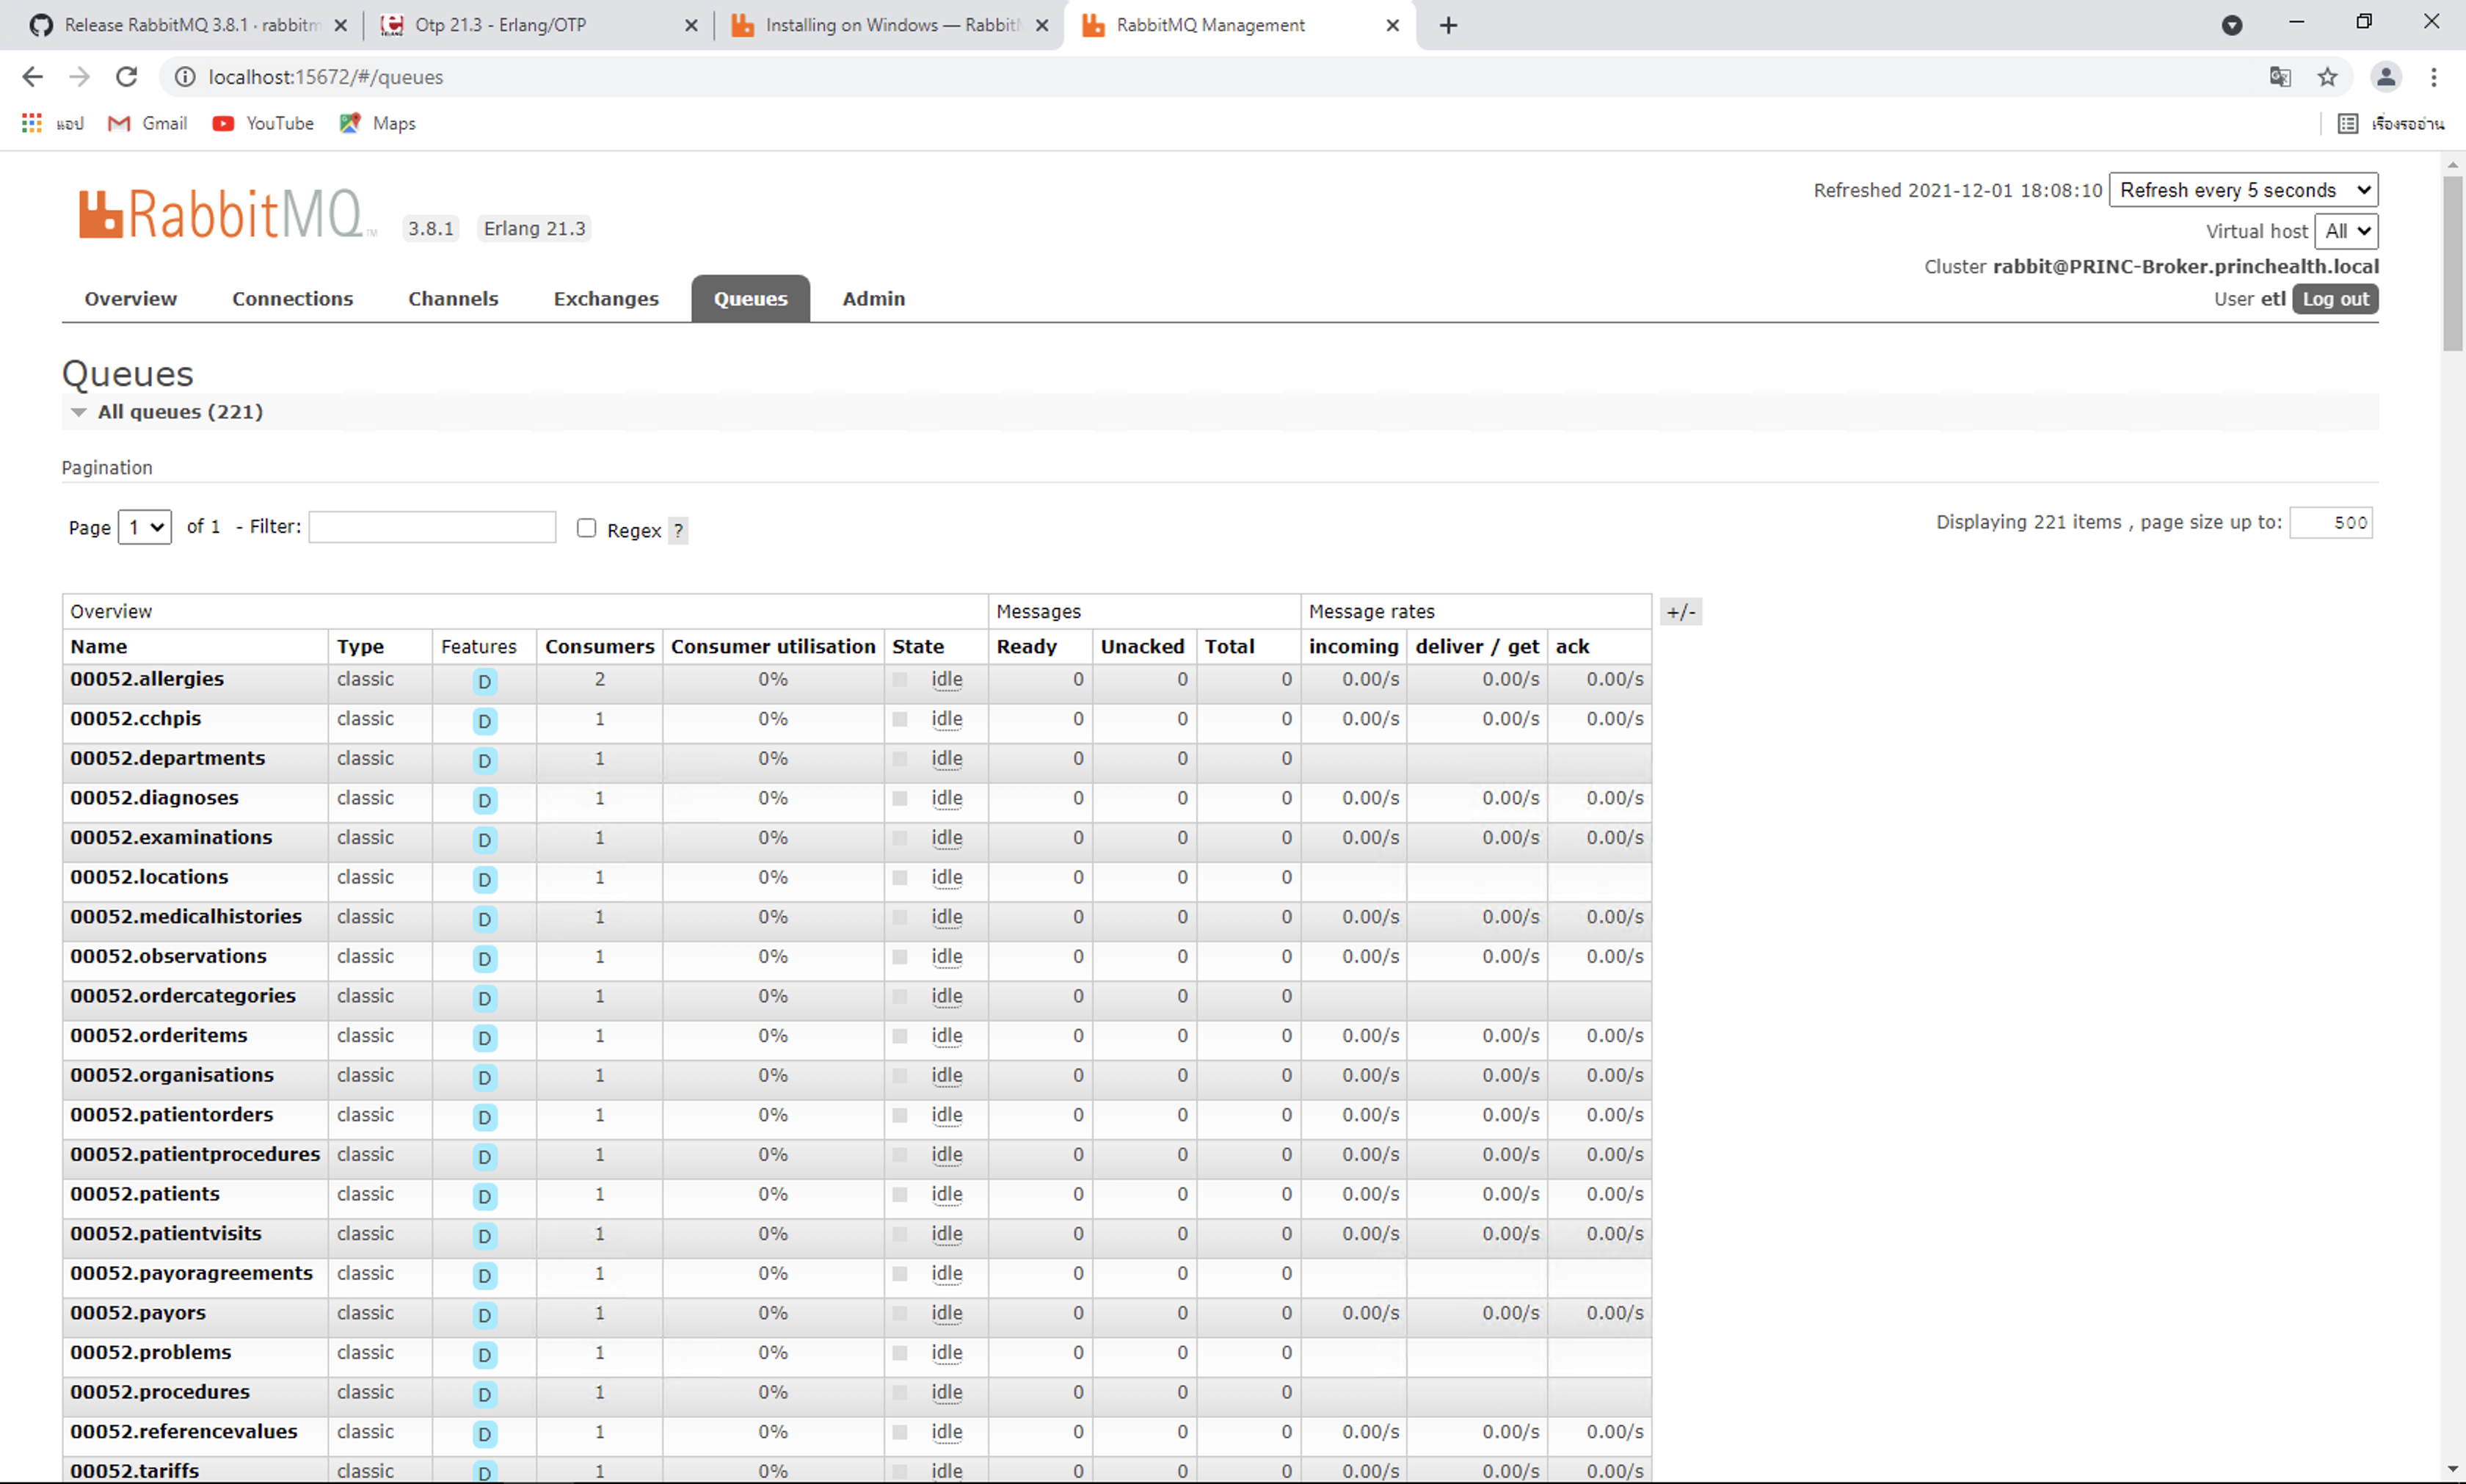 Release RabbitMQ 3.8.1 · rabbitm
Otp 21.3 - Erlang/OTP
Installing on Windows — RabbitM
RabbitMQ Management
localhost:15672/#/queues
แอป Gmail YouTube Maps เรื่องรออ่าน
RabbitMQ TM 3.8.1 Erlang 21.3
Refreshed 2021-12-01 18:08:10 Refresh every 5 seconds
Virtual host All
Cluster rabbit@PRINC-Broker.princhealth.local
User etl Log out
Overview Connections Channels Exchanges Queues Admin
Queues
All queues (221)
Pagination
Page 1 of 1 - Filter: Regex ? Displaying 221 items , page size up to: 500
Overview Messages Message rates +/-
Name Type Features Consumers Consumer utilisation State Ready Unacked Total incoming deliver / get ack
00052.allergies classic D 2 0% idle 0 0 0 0.00/s 0.00/s 0.00/s
00052.cchpis classic D 1 0% idle 0 0 0 0.00/s 0.00/s 0.00/s
00052.departments classic D 1 0% idle 0 0 0
00052.diagnoses classic D 1 0% idle 0 0 0 0.00/s 0.00/s 0.00/s
00052.examinations classic D 1 0% idle 0 0 0 0.00/s 0.00/s 0.00/s
00052.locations classic D 1 0% idle 0 0 0
00052.medicalhistories classic D 1 0% idle 0 0 0 0.00/s 0.00/s 0.00/s
00052.observations classic D 1 0% idle 0 0 0 0.00/s 0.00/s 0.00/s
00052.ordercategories classic D 1 0% idle 0 0 0
00052.orderitems classic D 1 0% idle 0 0 0 0.00/s 0.00/s 0.00/s
00052.organisations classic D 1 0% idle 0 0 0 0.00/s 0.00/s 0.00/s
00052.patientorders classic D 1 0% idle 0 0 0 0.00/s 0.00/s 0.00/s
00052.patientprocedures classic D 1 0% idle 0 0 0 0.00/s 0.00/s 0.00/s
00052.patients classic D 1 0% idle 0 0 0 0.00/s 0.00/s 0.00/s
00052.patientvisits classic D 1 0% idle 0 0 0 0.00/s 0.00/s 0.00/s
00052.payoragreements classic D 1 0% idle 0 0 0
00052.payors classic D 1 0% idle 0 0 0 0.00/s 0.00/s 0.00/s
00052.problems classic D 1 0% idle 0 0 0
00052.procedures classic D 1 0% idle 0 0 0
00052.referencevalues classic D 1 0% idle 0 0 0 0.00/s 0.00/s 0.00/s
00052.tariffs classic D 1 0% idle 0 0 0 0.00/s 0.00/s 0.00/s